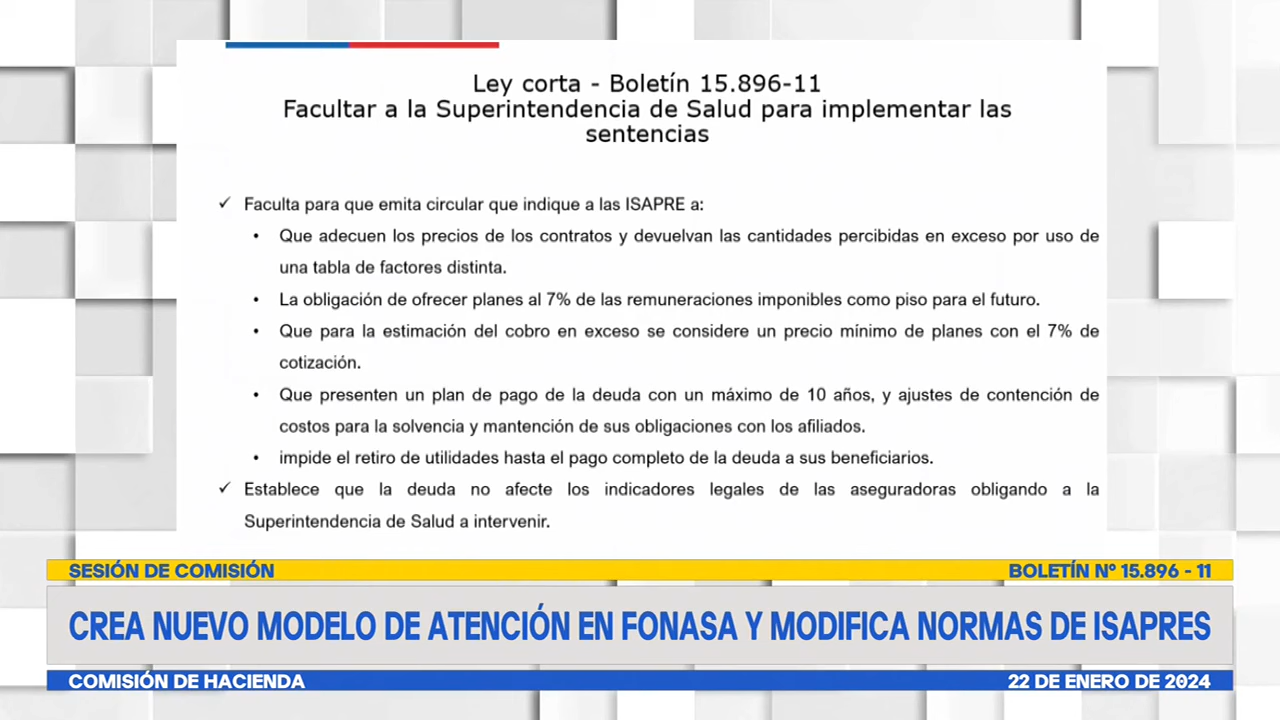 Ley corta - Boletín 15.896-11
Facultar a la Superintendencia de Salud para implementar las
sentencias
✓ Faculta para que emita circular que indique a las ISAPRE a:
• Que adecuen los precios de los contratos y devuelvan las cantidades percibidas en exceso por uso de
una tabla de factores distinta.
• La obligación de ofrecer planes al 7% de las remuneraciones imponibles como piso para el futuro.
• Que para la estimación del cobro en exceso se considere un precio mínimo de planes con el 7% de
cotización.
• Que presenten un plan de pago de la deuda con un máximo de 10 años, y ajustes de contención de
costos para la solvencia y mantención de sus obligaciones con los afiliados.
• impide el retiro de utilidades hasta el pago completo de la deuda a sus beneficiarios.
✓ Establece que la deuda no afecte los indicadores legales de las aseguradoras obligando a la
Superintendencia de Salud a intervenir.
SESIÓN DE COMISIÓN BOLETÍN Nº 15.896 - 11
CREA NUEVO MODELO DE ATENCIÓN EN FONASA Y MODIFICA NORMAS DE ISAPRES
COMISIÓN DE HACIENDA 22 DE ENERO DE 2024